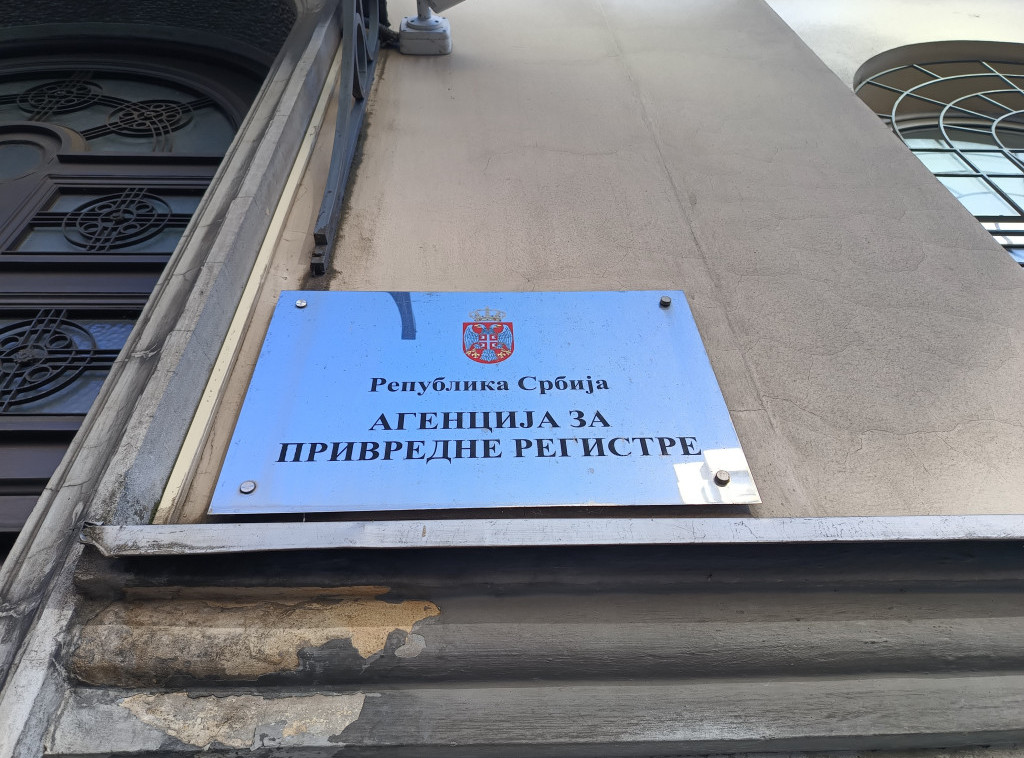 Република Србија
АГЕНЦИЈА ЗА
ПРИВРЕДНЕ РЕГИСТРЕ